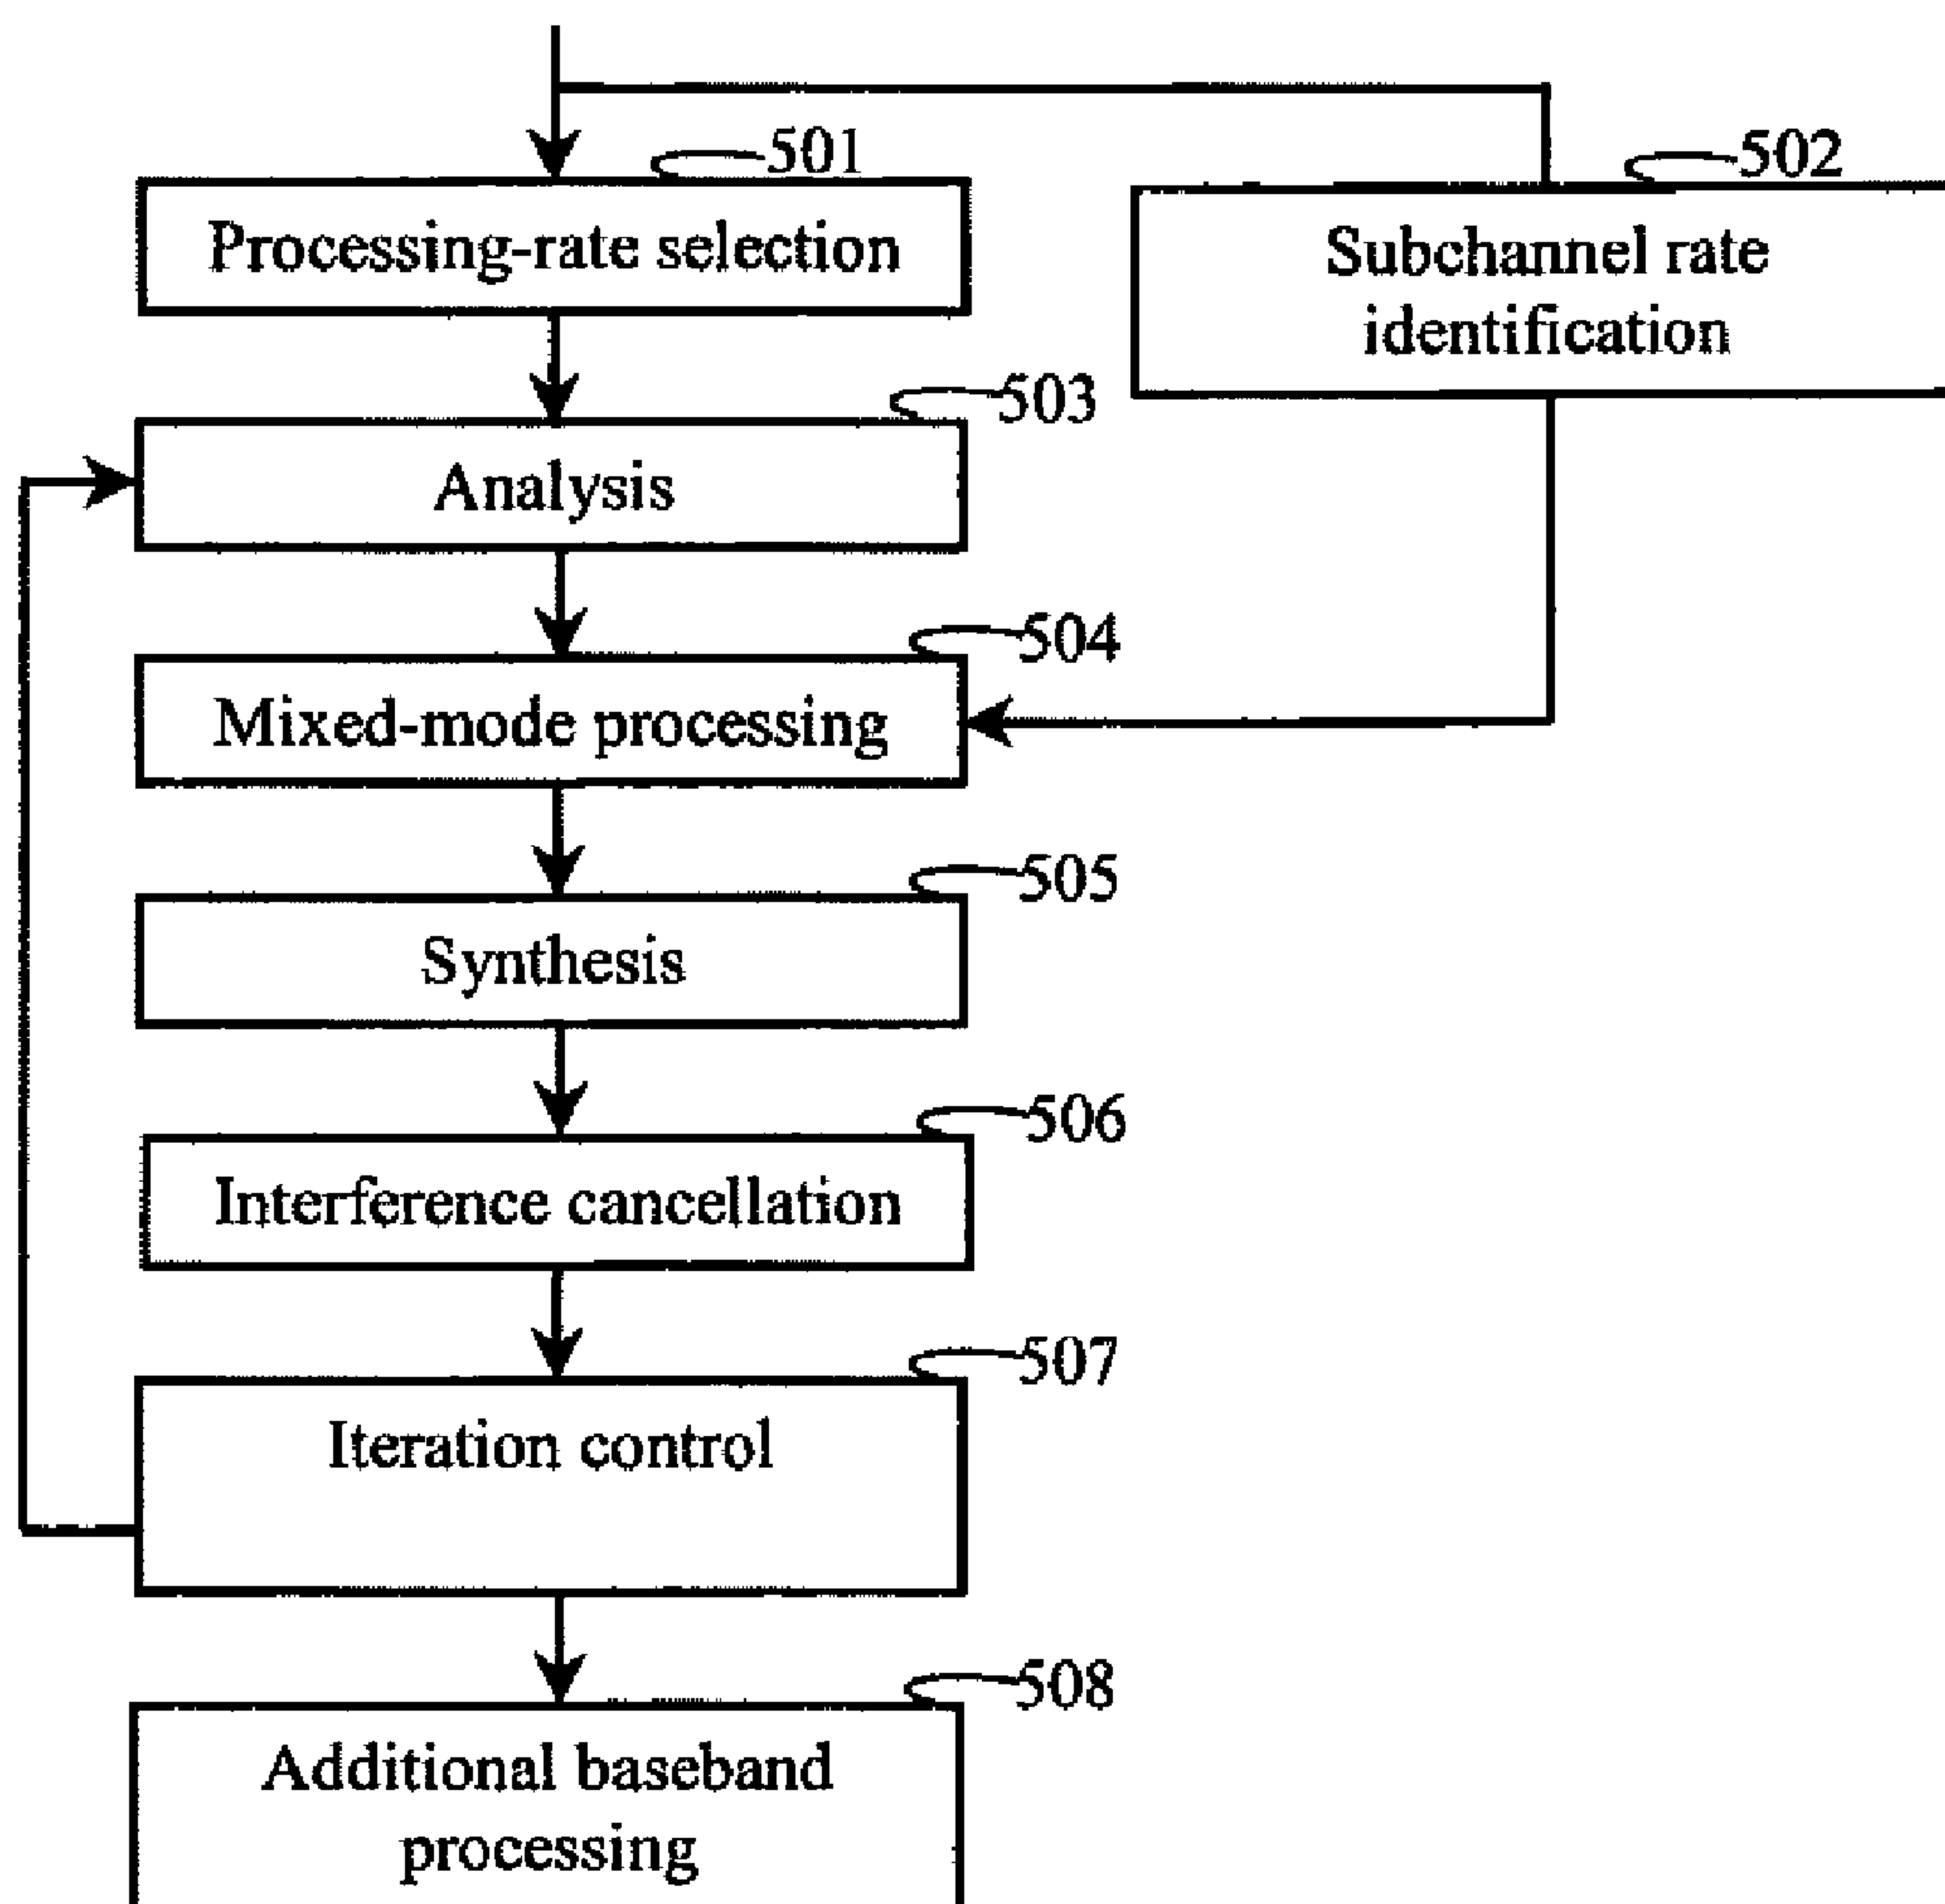 501
Processing-rate selection
502
Subchannel rate
identification
503
Analysis
504
Mixed-mode processing
505
Synthesis
506
Interference cancellation
507
Iteration control
508
Additional baseband
processing